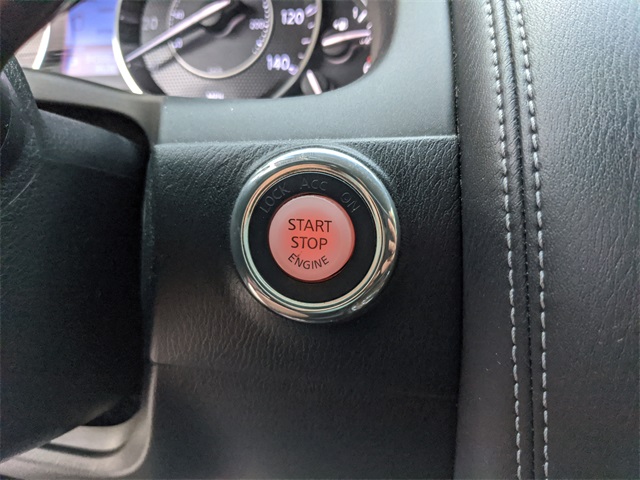 120
140
LOCK ACC ON
START
STOP
ENGINE